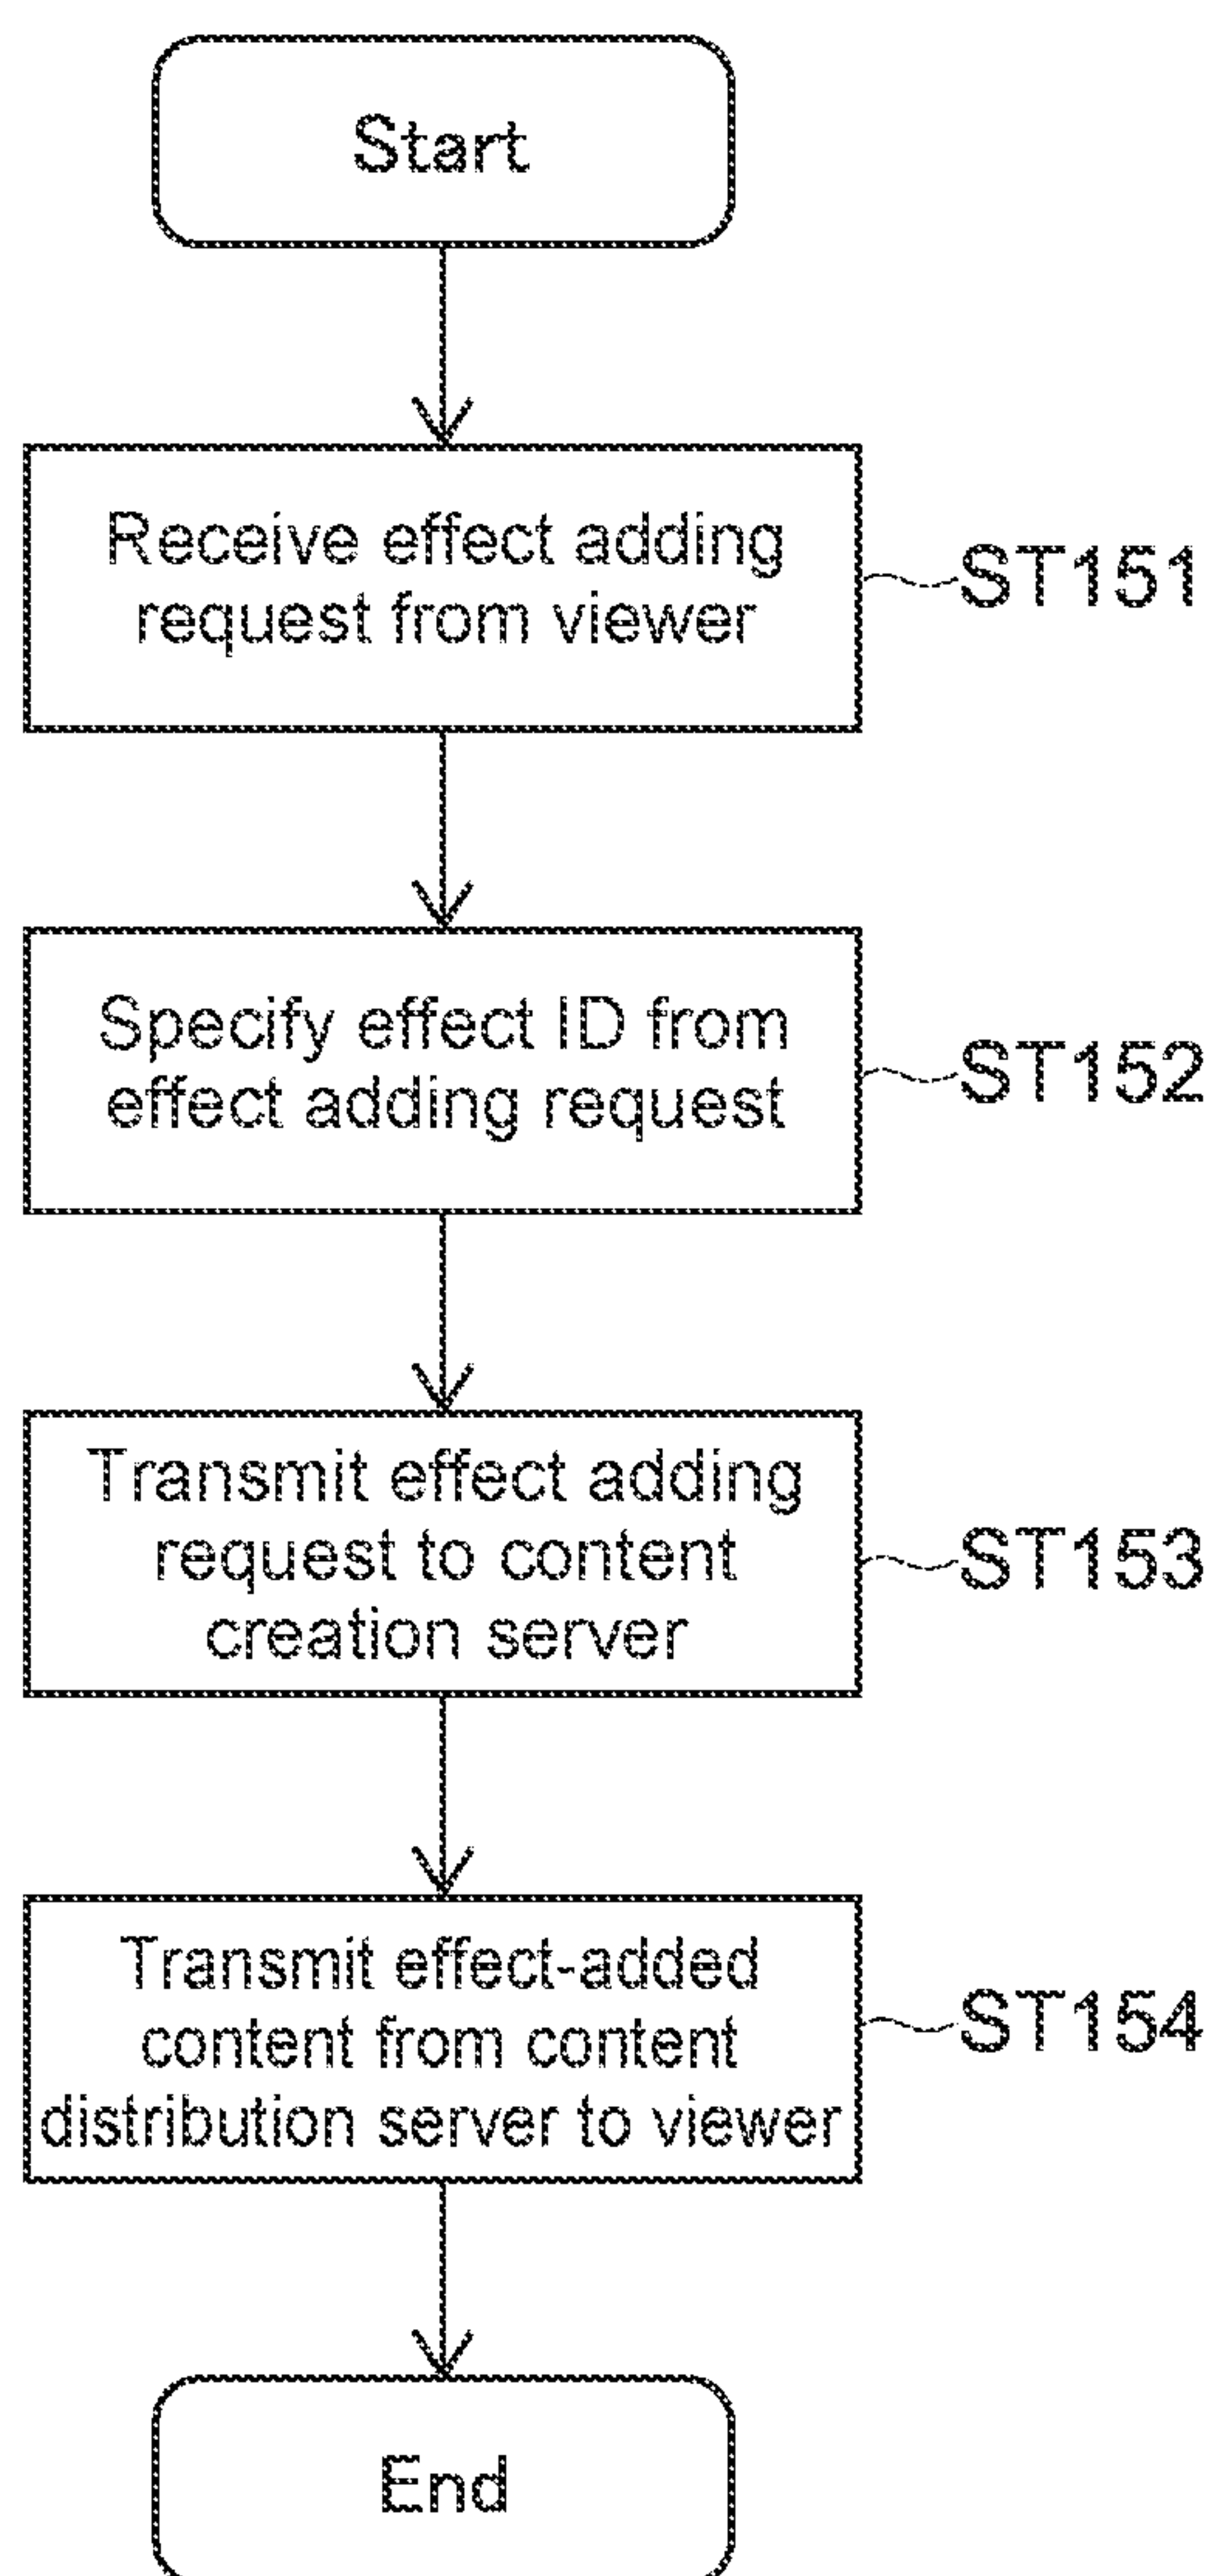 Start
Receive effect adding
request from viewer
ST151
Specify effect ID from
effect adding request
ST152
Transmit effect adding
request to content
creation server
ST153
Transmit effect-added
content from content
distribution server to viewer
ST154
End